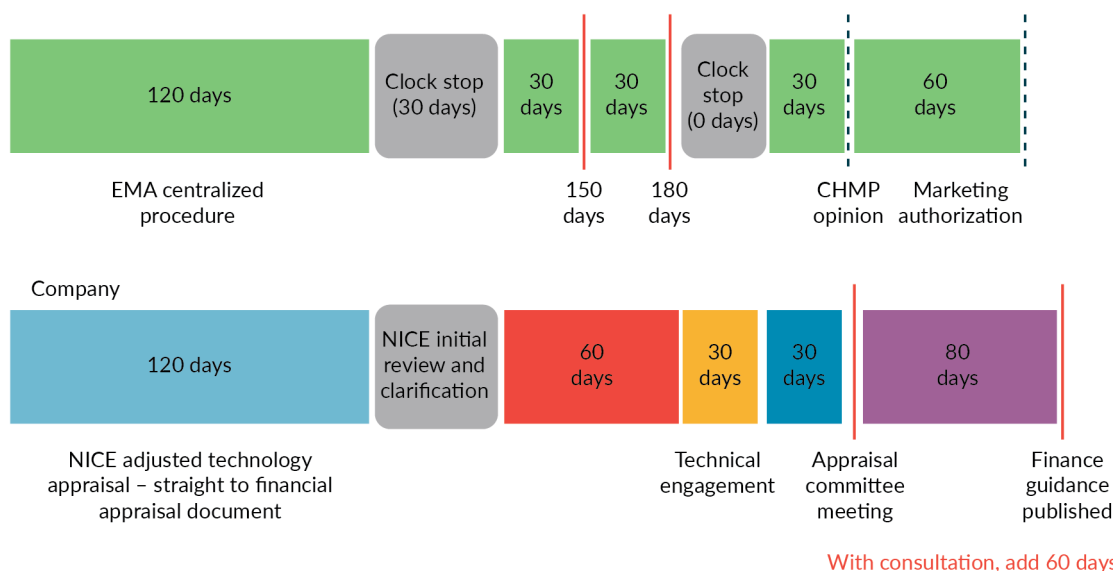 120 days
Clock stop
(30 days)
30
days
30
days
Clock
stop
(0 days)
30
days
60
days
EMA centralized
procedure
150
days
180
days
CHMP
opinion
Marketing
authorization
Company
120 days
NICE initial
review and
clarification
60
days
30
days
30
days
80
days
NICE adjusted technology
appraisal – straight to financial
appraisal document
Technical
engagement
Appraisal
committee
meeting
Finance
guidance
published
With consultation, add 60 days